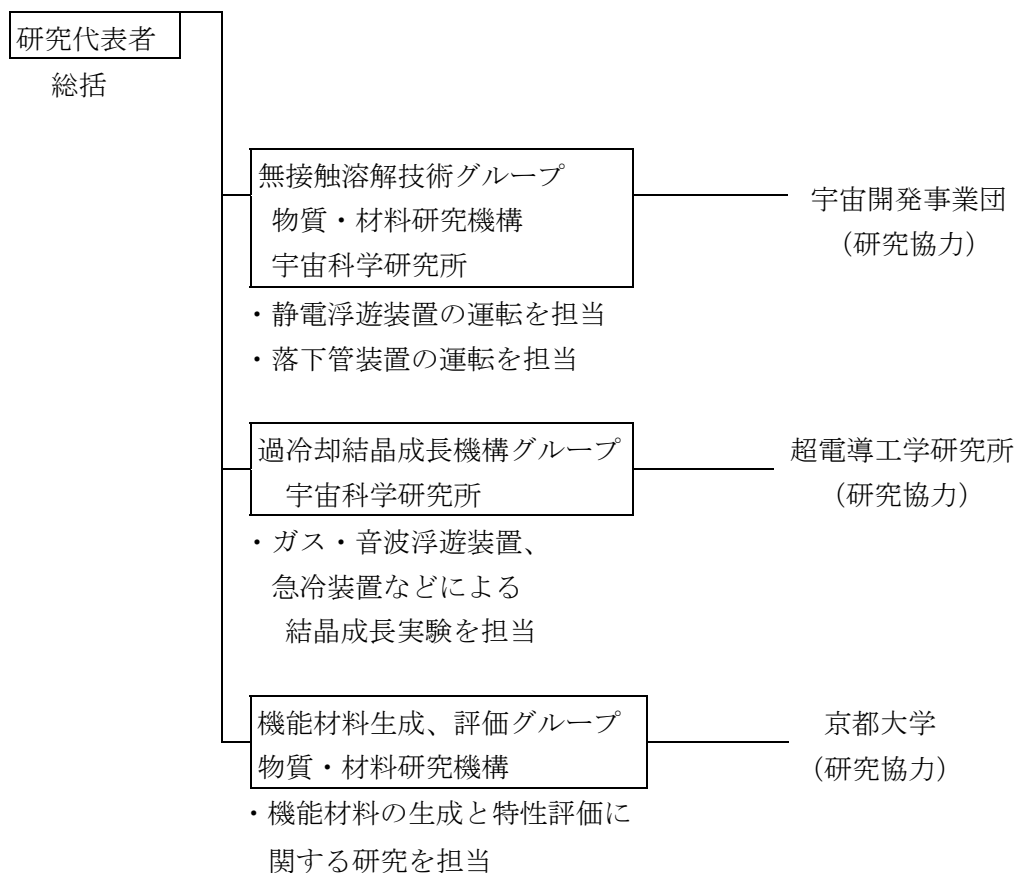 研究代表者
総括
無接触溶解技術グループ
物質・材料研究機構
宇宙科学研究所
宇宙開発事業団
（研究協力）
・静電浮遊装置の運転を担当
・落下管装置の運転を担当
過冷却結晶成長機構グループ
宇宙科学研究所
超電導工学研究所
（研究協力）
・ガス・音波浮遊装置、
急冷装置などによる
結晶成長実験を担当
機能材料生成、評価グループ
物質・材料研究機構
京都大学
（研究協力）
・機能材料の生成と特性評価に
関する研究を担当